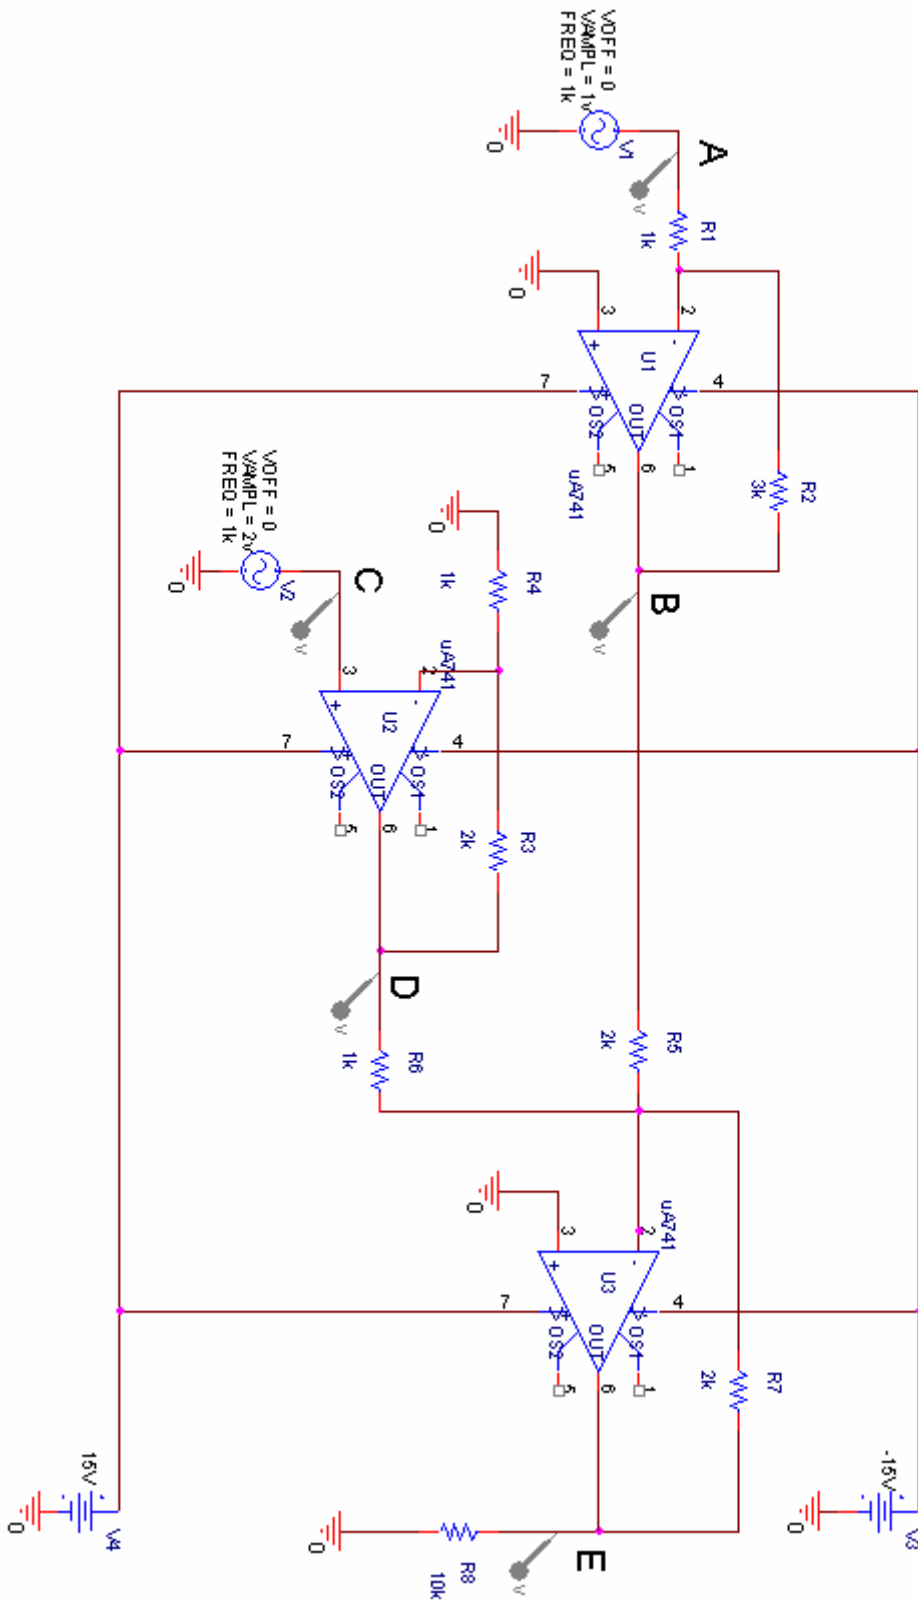 VOFF = 0
VAMPL = 1v
FREQ = 1k
V1
0
A
V
R1
1k
0
3
2
+
-
U1
7
4
OS2
OUT
OS1
5
6
1
uA741
R2
3k
B
V
VOFF = 0
VAMPL = 2v
FREQ = 1k
V2
0
C
V
0
R4
1k
uA741
3
2
+
-
U2
7
4
OS2
OUT
OS1
5
6
1
R3
2k
D
V
R6
1k
R5
2k
0
3
2
uA741
+
-
U3
7
4
OS2
OUT
OS1
5
6
1
R7
2k
E
V
R8
10k
0
15V
V4
0
-15V
V3
0